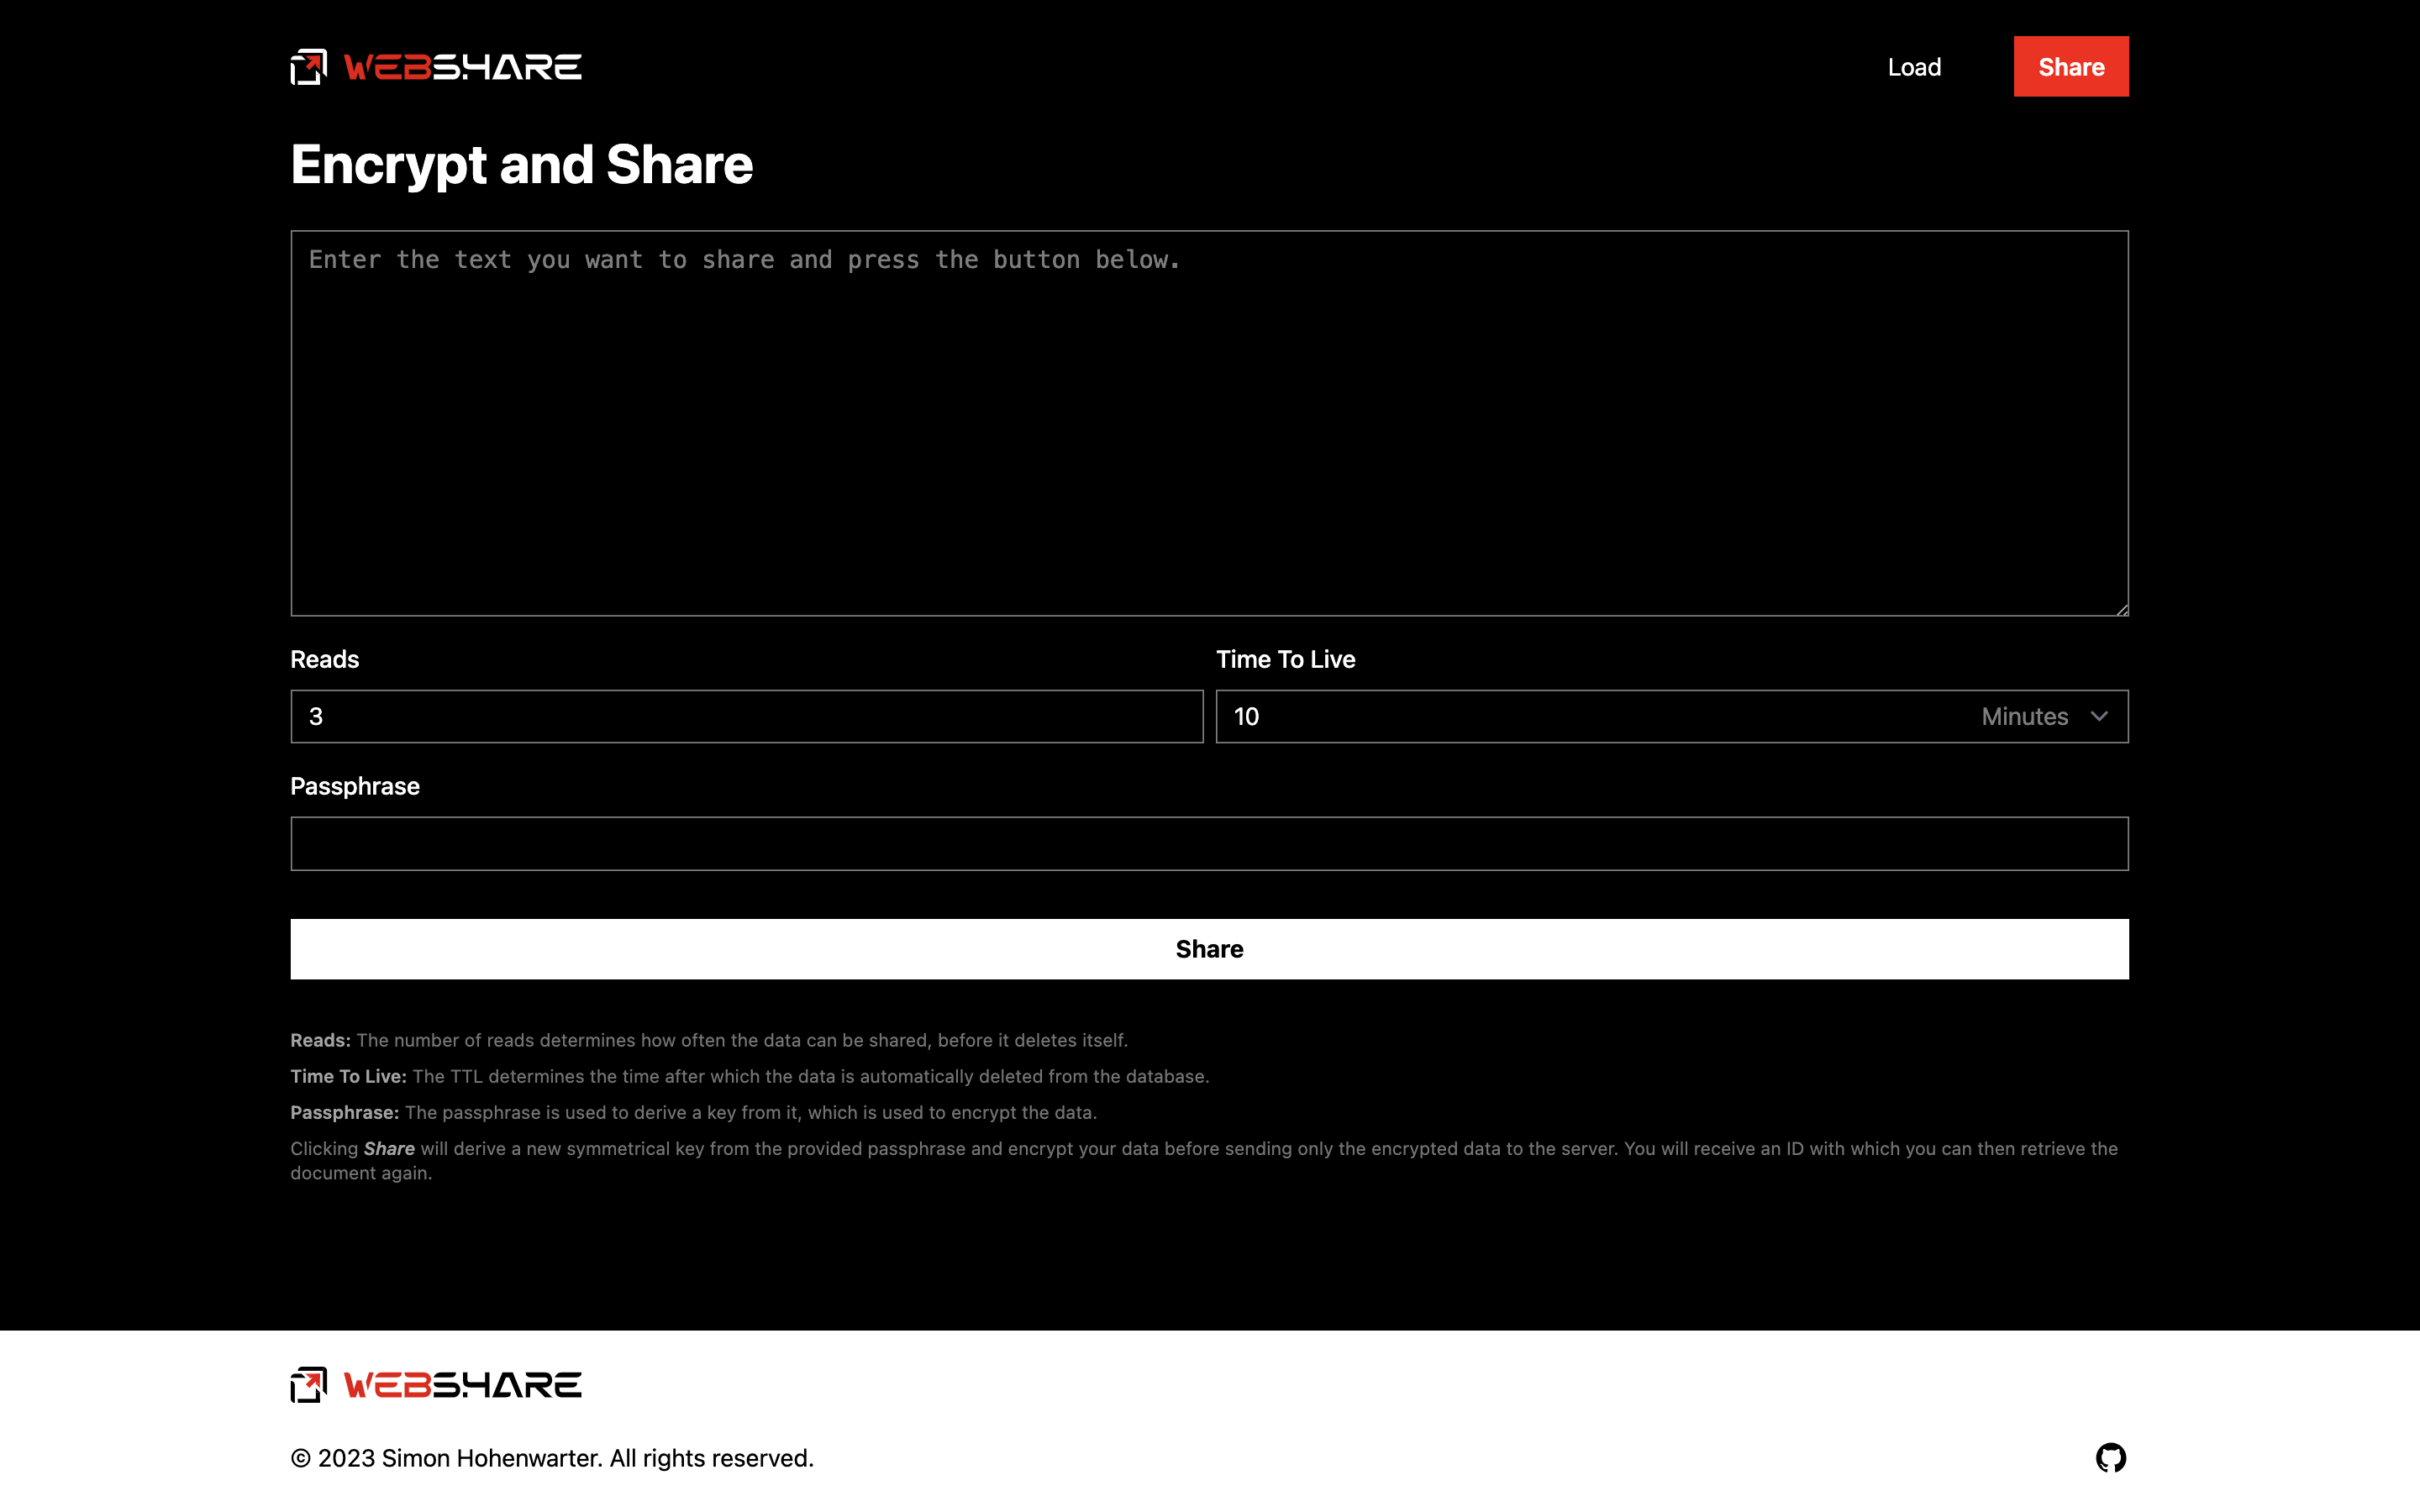 WEBSHARE
Load
Share
Encrypt and Share
Enter the text you want to share and press the button below.
Reads
Time To Live
3
10
Minutes
Passphrase
Share
Reads: The number of reads determines how often the data can be shared, before it deletes itself.
Time To Live: The TTL determines the time after which the data is automatically deleted from the database.
Passphrase: The passphrase is used to derive a key from it, which is used to encrypt the data.
Clicking Share will derive a new symmetrical key from the provided passphrase and encrypt your data before sending only the encrypted data to the server. You will receive an ID with which you can then retrieve the
document again.
WEBSHARE
© 2023 Simon Hohenwarter. All rights reserved.